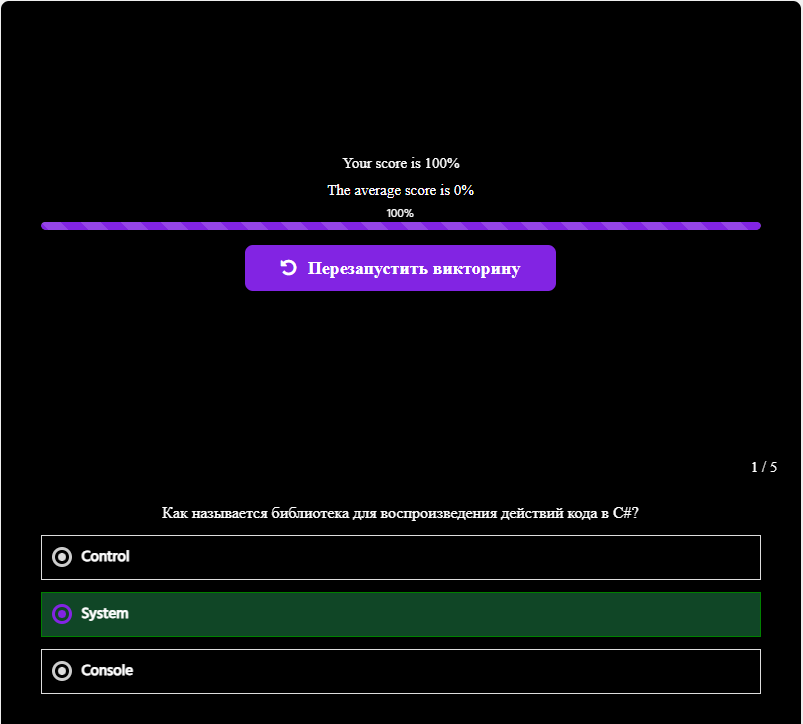 Your score is 100%
The average score is 0%
100%
Перезапустить викторину
1 / 5
Как называется библиотека для воспроизведения действий кода в C#?
Control
System
Console